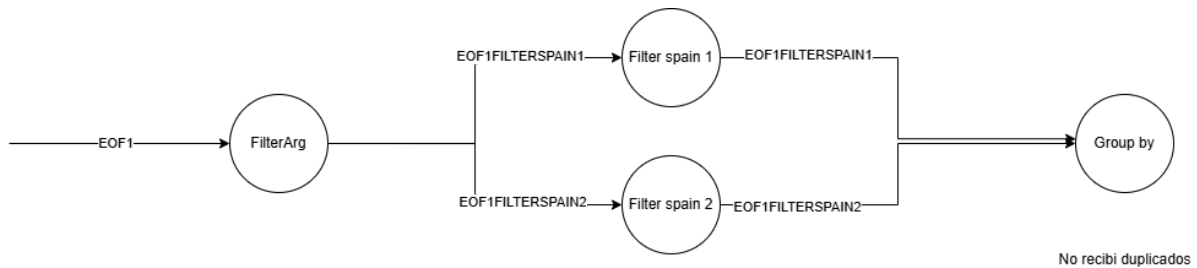 EOF1
FilterArg
EOF1FILTERSPAIN1
Filter spain 1
EOF1FILTERSPAIN1
EOF1FILTERSPAIN2
Filter spain 2
EOF1FILTERSPAIN2
Group by
No recibi duplicados